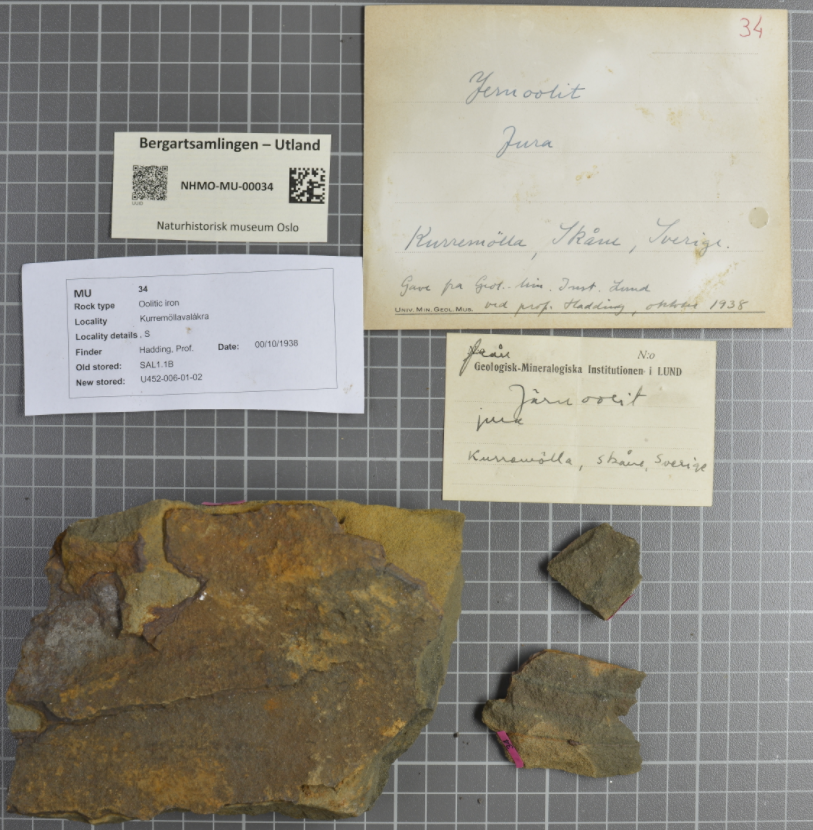 34
Jernoolit
Jura
Kurremölla, Skåne, Sverige.
Gave fra Geol. Min. Inst. Lund
ved prof. Hadding, oktober 1938
UNIV. MIN. GEOL. MUS.
Bergartsamlingen – Utland
UUID
NHMO-MU-00034
Naturhistorisk museum Oslo
MU 34
Rock type Oolitic iron
Locality Kurremöllavalåkra
Locality details , S
Finder Hadding, Prof. Date: 00/10/1938
Old stored: SAL1.1B
New stored: U452-006-01-02
från N:o
Geologisk-Mineralogiska Institutionen i LUND
Järnoolit
jura
Kurremölla, Skåne, Sverige